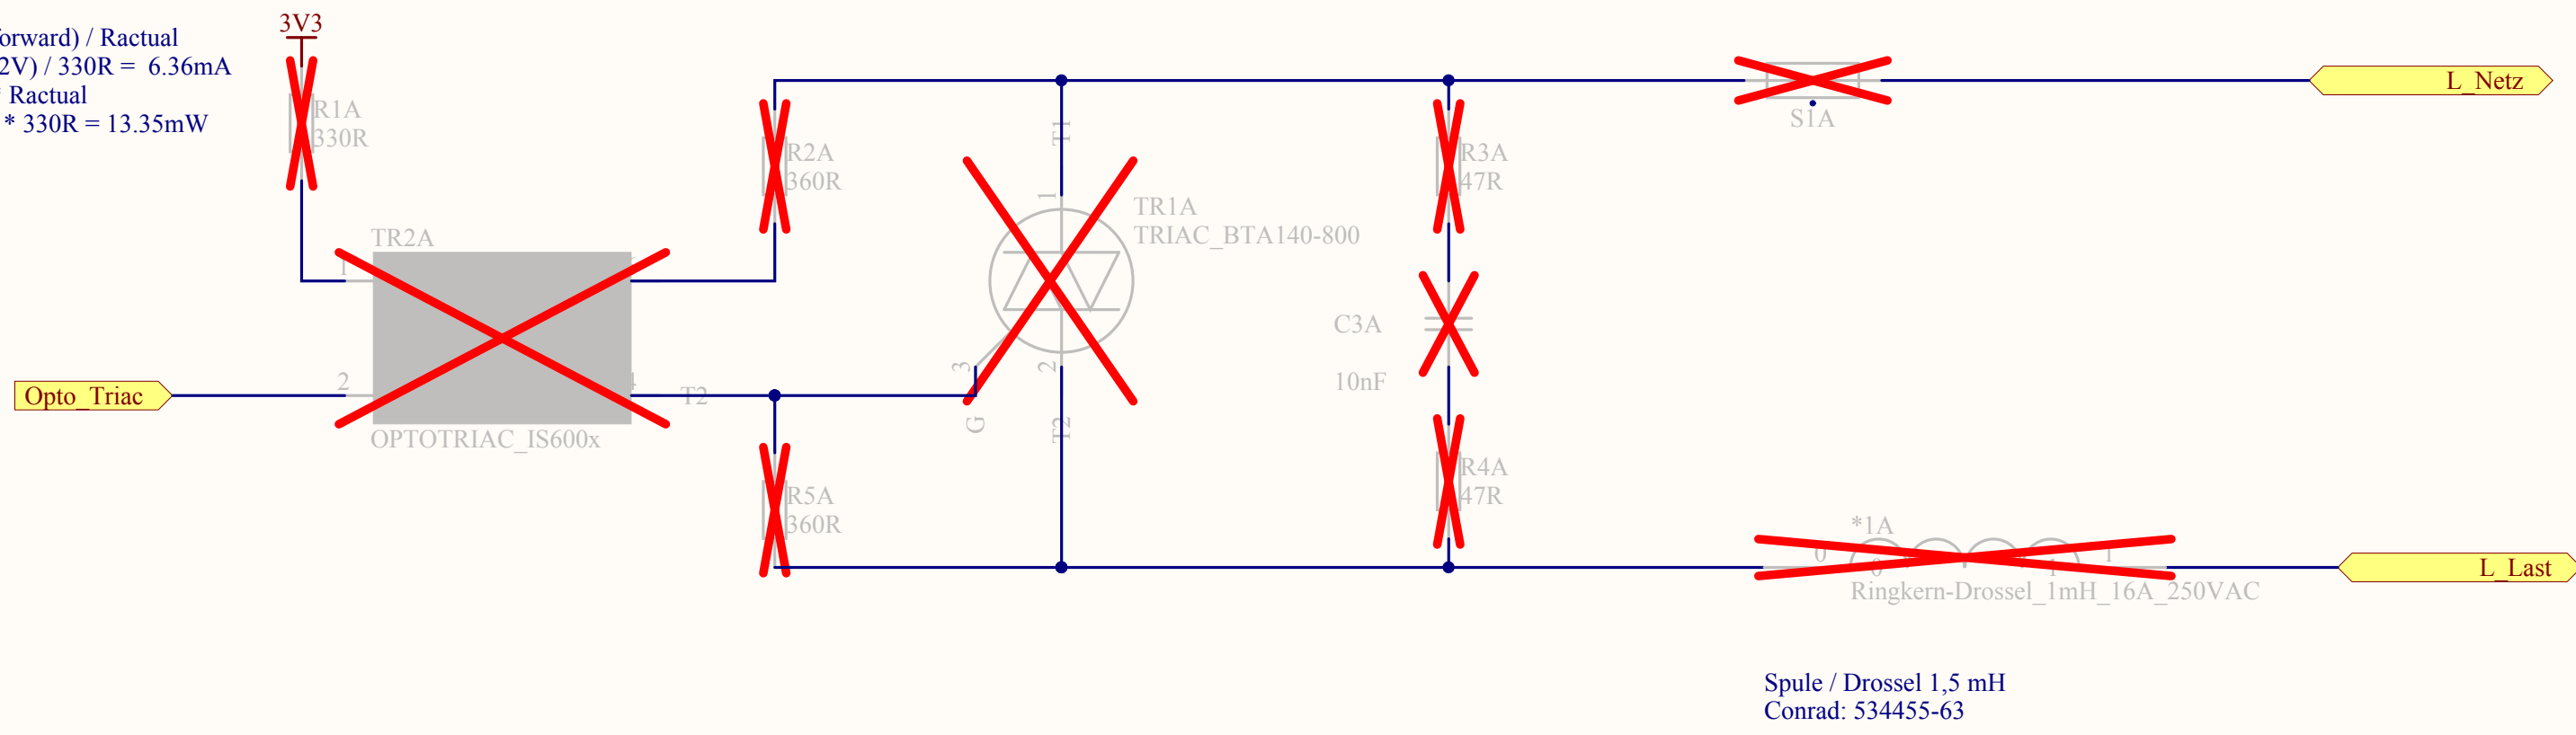 3V3
orward) / Ractual
2V) / 330R = 6.36mA
* Ractual
* 330R = 13.35mW
R1A
330R
L_Netz
S1A
T1
R2A
360R
R3A
47R
1
TR1A
TRIAC_BTA140-800
TR2A
1
C3A
10nF
3
2
2
Opto_Triac
4
T2
G
T2
OPTOTRIAC_IS600x
R5A
360R
R4A
47R
*1A
0
0
1
1
L_Last
Ringkern-Drossel_1mH_16A_250VAC
Spule / Drossel 1,5 mH
Conrad: 534455-63